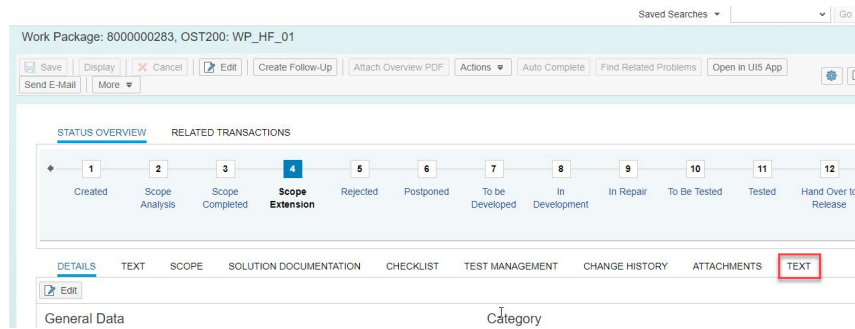 Saved Searches Go
Work Package: 8000000283, OST200: WP_HF_01
Save Display Cancel Edit Create Follow-Up Attach Overview PDF Actions Auto Complete Find Related Problems Open in UI5 App
Send E-Mail More
STATUS OVERVIEW RELATED TRANSACTIONS
1 2 3 4 5 6 7 8 9 10 11 12
Created Scope Scope Scope Rejected Postponed To be In In Repair To Be Tested Tested Hand Over to
Analysis Completed Extension Developed Development Release
DETAILS TEXT SCOPE SOLUTION DOCUMENTATION CHECKLIST TEST MANAGEMENT CHANGE HISTORY ATTACHMENTS TEXT
Edit
General Data Category